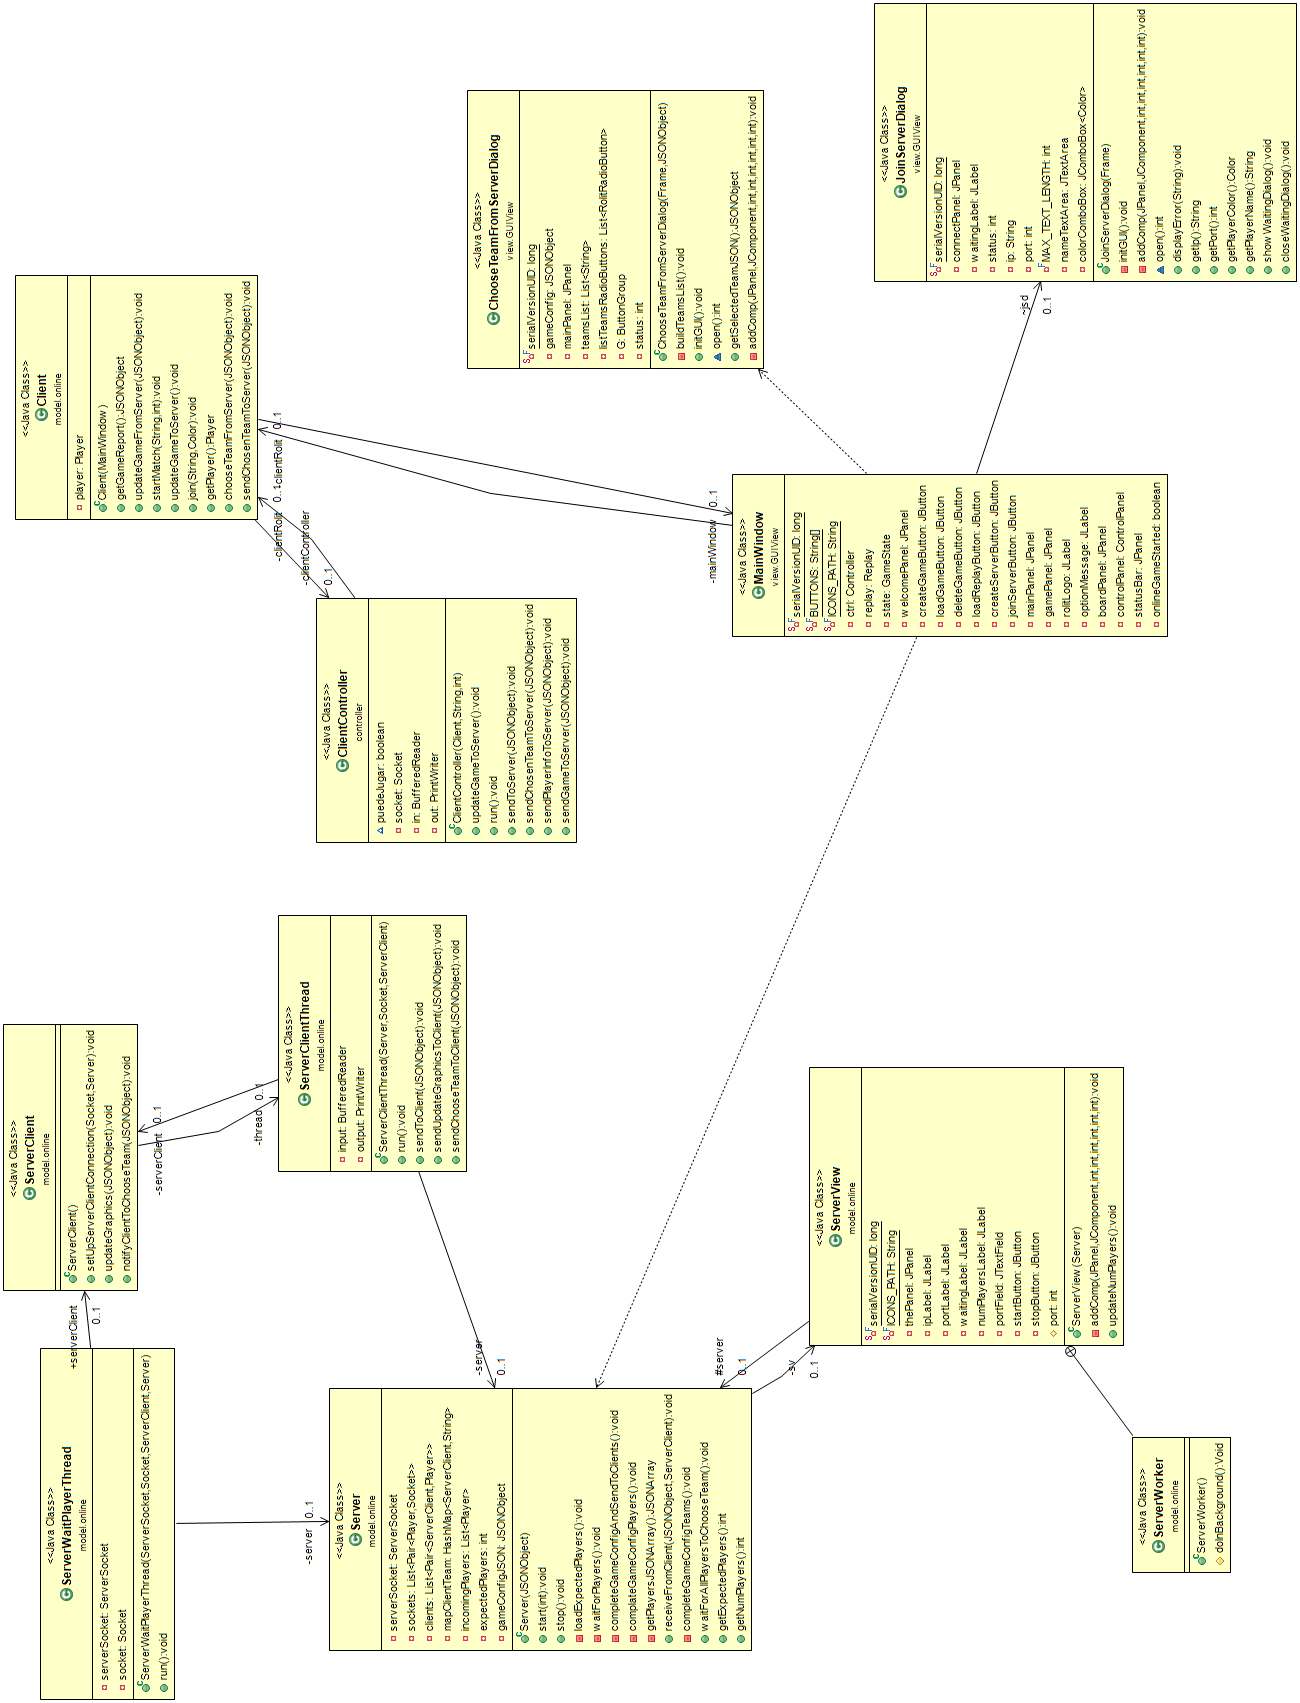 <<Java Class>>
Client
model.online
player: Player
Client(MainWindow)
getGameReport():JSONObject
updateGameFromServer(JSONObject):void
startMatch(String,int):void
updateGameToServer():void
join(String,Color):void
getPlayer():Player
chooseTeamFromServer(JSONObject):void
sendChosenTeamToServer(JSONObject):void
-clientRolit
0..1
-clientController
0..1
-clientRolit
0..1
-mainWindow
0..1
<<Java Class>>
ClientController
controller
puedeJugar: boolean
socket: Socket
in: BufferedReader
out: PrintWriter
ClientController(Client,String,int)
updateGameToServer():void
run():void
sendToServer(JSONObject):void
sendChosenTeamToServer(JSONObject):void
sendPlayerInfoToServer(JSONObject):void
sendGameToServer(JSONObject):void
<<Java Class>>
ChooseTeamFromServerDialog
view.GUIView
serialVersionUID: long
gameConfig: JSONObject
mainPanel: JPanel
teamsList: List<String>
listTeamsRadioButtons: List<RolitRadioButton>
G: ButtonGroup
status: int
ChooseTeamFromServerDialog(Frame,JSONObject)
buildTeamsList():void
initGUI():void
open():int
getSelectedTeamJSON():JSONObject
addComp(JPanel,JComponent,int,int,int,int,int,int):void
<<Java Class>>
JoinServerDialog
view.GUIView
serialVersionUID: long
connectPanel: JPanel
waitingLabel: JLabel
status: int
ip: String
port: int
MAX_TEXT_LENGTH: int
nameTextArea: JTextArea
colorComboBox: JComboBox<Color>
JoinServerDialog(Frame)
initGUI():void
addComp(JPanel,JComponent,int,int,int,int,int,int):void
open():int
displayError(String):void
getIp():String
getPort():int
getPlayerColor():Color
getPlayerName():String
showWaitingDialog():void
closeWaitingDialog():void
-jsd
0..1
<<Java Class>>
MainWindow
view.GUIView
serialVersionUID: long
BUTTONS: String[]
ICONS_PATH: String
ctrl: Controller
replay: Replay
state: GameState
welcomePanel: JPanel
createGameButton: JButton
loadGameButton: JButton
deleteGameButton: JButton
loadReplayButton: JButton
createServerButton: JButton
joinServerButton: JButton
mainPanel: JPanel
gamePanel: JPanel
rolitLogo: JLabel
optionMessage: JLabel
boardPanel: JPanel
controlPanel: ControlPanel
statusBar: JPanel
onlineGameStarted: boolean
<<Java Class>>
ServerClient
model.online
ServerClient()
setUpServerClientConnection(Socket,Server):void
updateGraphics(JSONObject):void
notifyClientToChooseTeam(JSONObject):void
-serverClient
0..1
-thread
0..1
<<Java Class>>
ServerClientThread
model.online
input: BufferedReader
output: PrintWriter
ServerClientThread(Server,Socket,ServerClient)
run():void
sendToClient(JSONObject):void
sendUpdateGraphicsToClient(JSONObject):void
sendChooseTeamToClient(JSONObject):void
+serverClient
0..1
<<Java Class>>
ServerWaitPlayerThread
model.online
serverSocket: ServerSocket
socket: Socket
ServerWaitPlayerThread(ServerSocket,Socket,ServerClient,Server)
run():void
-server
0..1
-server
0..1
<<Java Class>>
Server
model.online
serverSocket: ServerSocket
sockets: List<Pair<Player,Socket>>
clients: List<Pair<ServerClient,Player>>
mapClientTeam: HashMap<ServerClient,String>
incomingPlayers: List<Player>
expectedPlayers: int
gameConfigJSON: JSONObject
Server(JSONObject)
start(int):void
stop():void
loadExpectedPlayers():void
waitForPlayers():void
completeGameConfigAndSendToClients():void
complateGameConfigPlayers():void
getPlayersJSONArray():JSONArray
receiveFromClient(JSONObject,ServerClient):void
completeGameConfigTeams():void
waitForAllPlayersToChooseTeam():void
getExpectedPlayers():int
getNumPlayers():int
#server
0..1
-sv
0..1
<<Java Class>>
ServerView
model.online
serialVersionUID: long
ICONS_PATH: String
thePanel: JPanel
ipLabel: JLabel
portLabel: JLabel
waitingLabel: JLabel
numPlayersLabel: JLabel
portField: JTextField
startButton: JButton
stopButton: JButton
port: int
ServerView(Server)
addComp(JPanel,JComponent,int,int,int,int,int,int):void
updateNumPlayers():void
<<Java Class>>
ServerWorker
model.online
ServerWorker()
doInBackground():Void